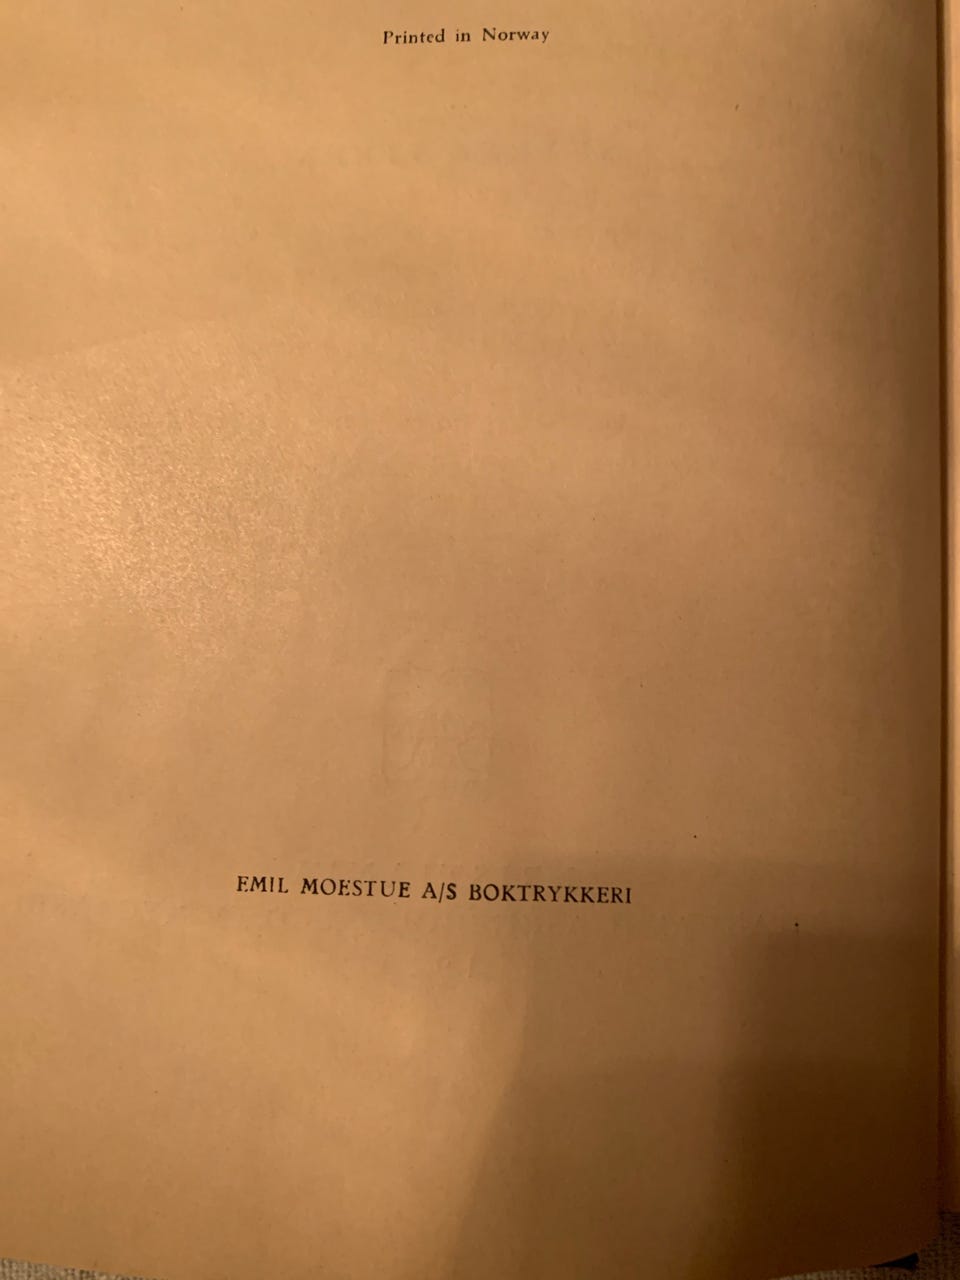 Printed in Norway
EMIL MOESTUE A/S BOKTRYKKERI